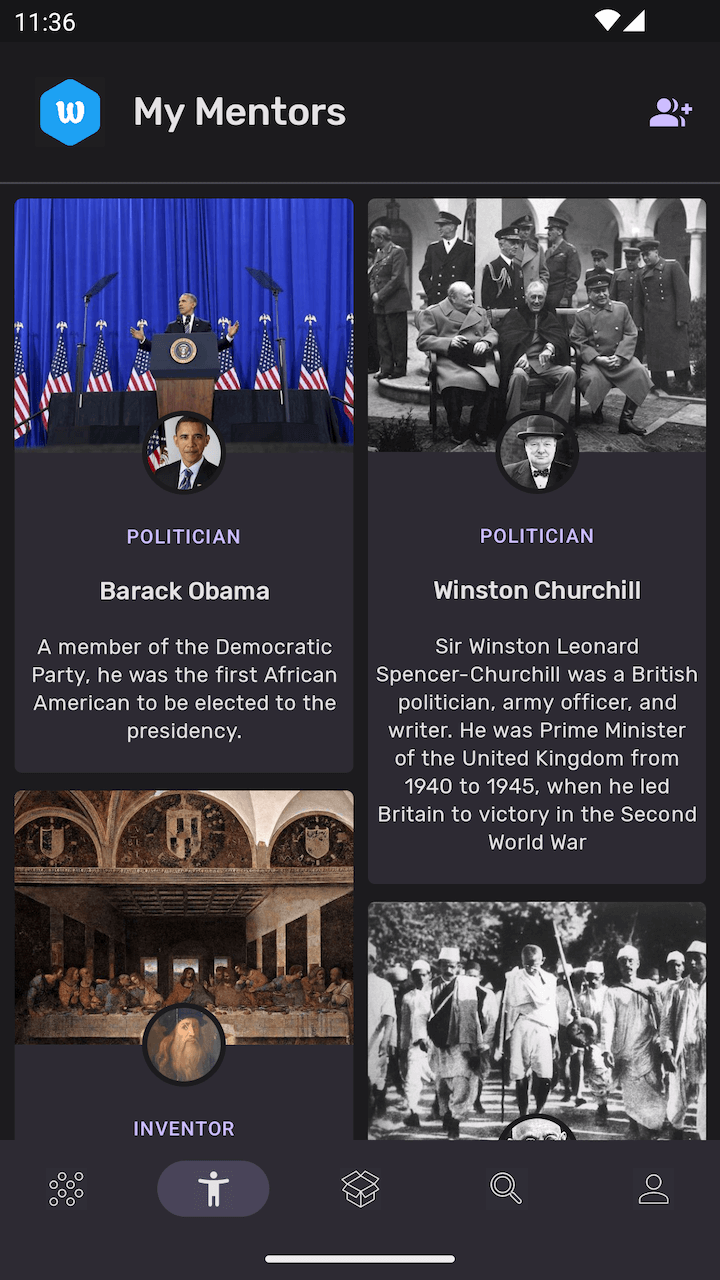 11:36
w
My Mentors
POLITICIAN
Barack Obama
A member of the Democratic
Party, he was the first African
American to be elected to the
presidency.
POLITICIAN
Winston Churchill
Sir Winston Leonard
Spencer-Churchill was a British
politician, army officer, and
writer. He was Prime Minister
of the United Kingdom from
1940 to 1945, when he led
Britain to victory in the Second
World War
INVENTOR